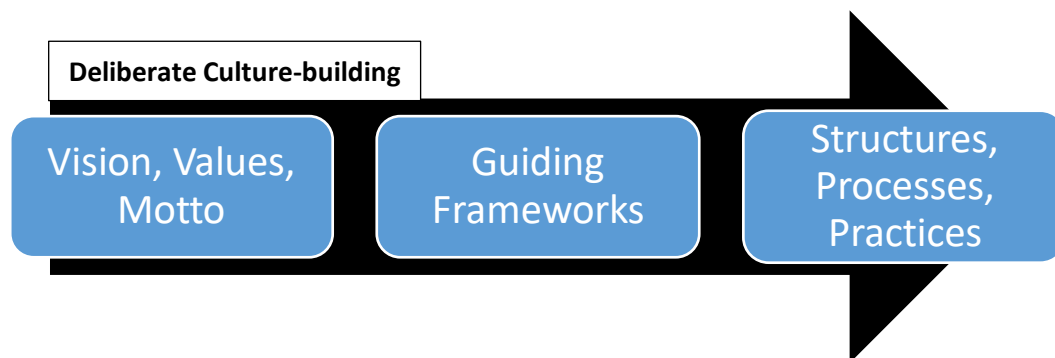 Deliberate Culture-building
Vision, Values,
Motto
Guiding
Frameworks
Structures,
Processes,
Practices